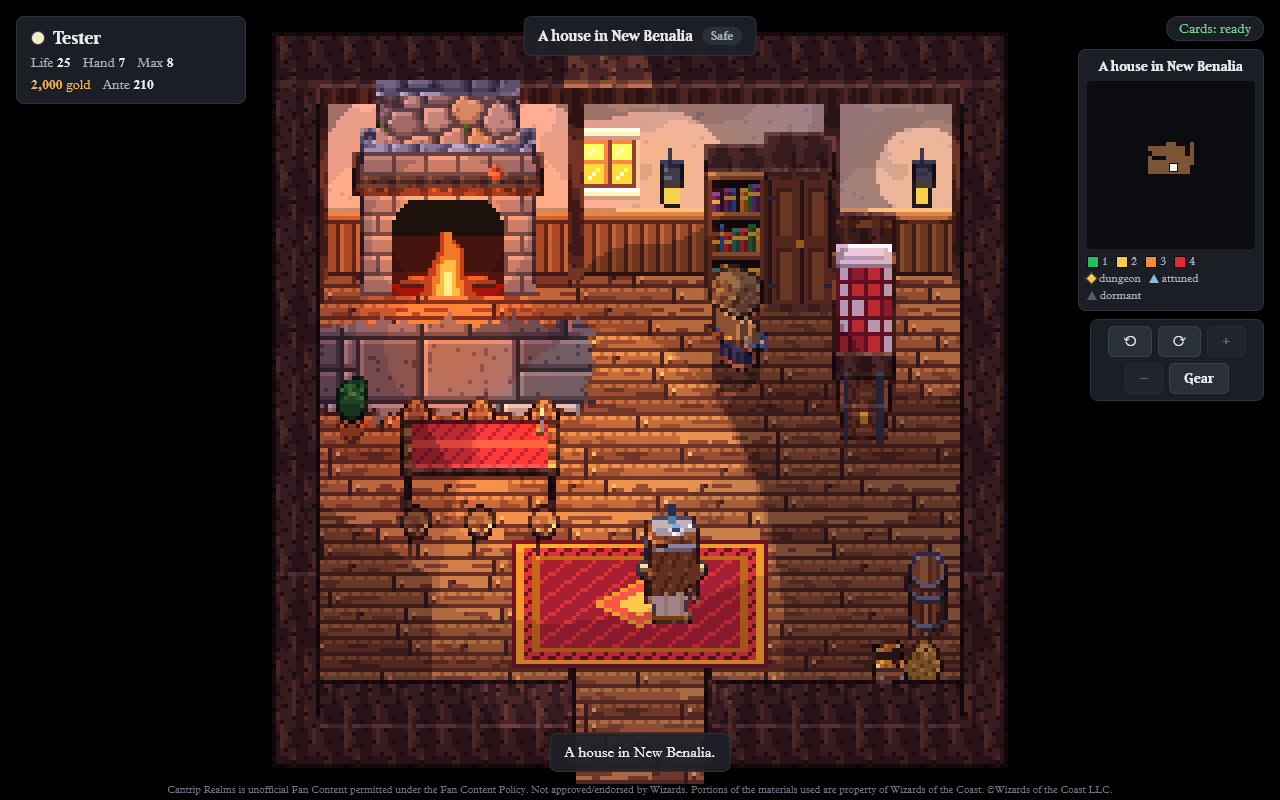 Tester
Life 25 Hand 7 Max 8
2,000 gold Ante 210
A house in New Benalia Safe
Cards: ready
A house in New Benalia
1 2 3 4
dungeon attuned
dormant
+
−
Gear
A house in New Benalia.
Cantrip Realms is unofficial Fan Content permitted under the Fan Content Policy. Not approved/endorsed by Wizards. Portions of the materials used are property of Wizards of the Coast. ©Wizards of the Coast LLC.